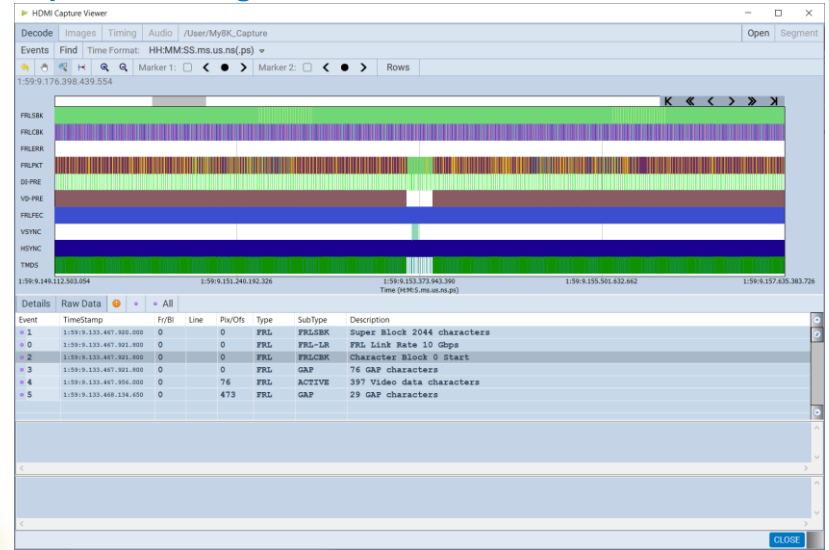 HDMI Capture Viewer
Decode Images Timing Audio /User/My8K_Capture Open Segment
Events Find Time Format: HH:MM:SS.ms.us.ns(.ps)
Marker 1: Marker 2: Rows
1:59:9.176.398.439.554
FRLSBK
FRLCBK
FRLERR
FRLPKT
DI-PRE
VD-PRE
FRLFEC
VSYNC
HSYNC
TMDS
1:59:9.149.112.503.054 1:59:9.151.240.192.326 1:59:9.153.373.943.390 1:59:9.155.501.632.662 1:59:9.157.635.383.726
Time (H:M:S.ms.us.ns.ps)
Details Raw Data All
Event TimeStamp Fr/Bl Line Pix/Ofs Type SubType Description
1 1:59:9.133.467.920.000 0 0 FRL FRLSBK Super Block 2044 characters
0 1:59:9.133.467.921.800 0 0 FRL FRL-LR FRL Link Rate 10 Gbps
2 1:59:9.133.467.921.800 0 0 FRL FRLCBK Character Block 0 Start
3 1:59:9.133.467.921.800 0 0 FRL GAP 76 GAP characters
4 1:59:9.133.467.956.000 0 76 FRL ACTIVE 397 Video data characters
5 1:59:9.133.468.134.650 0 473 FRL GAP 29 GAP characters
CLOSE